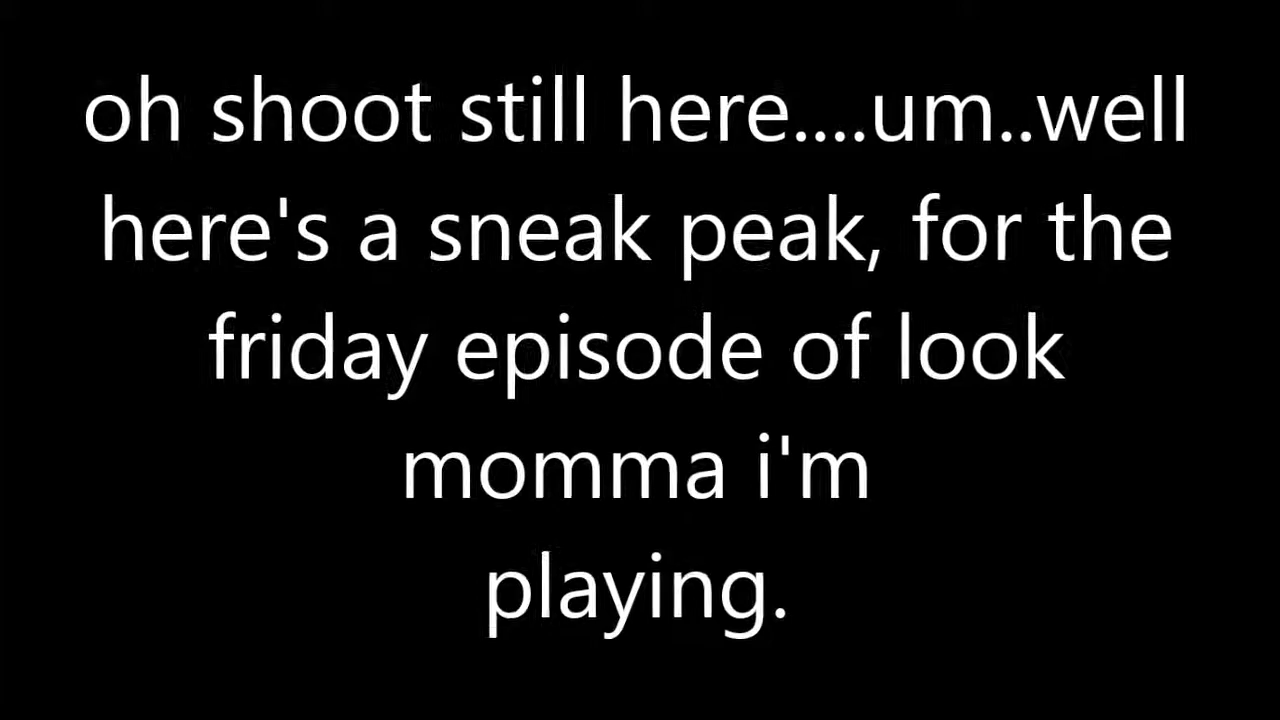 oh shoot still here....um..well
here's a sneak peak, for the
friday episode of look
momma i'm
playing.